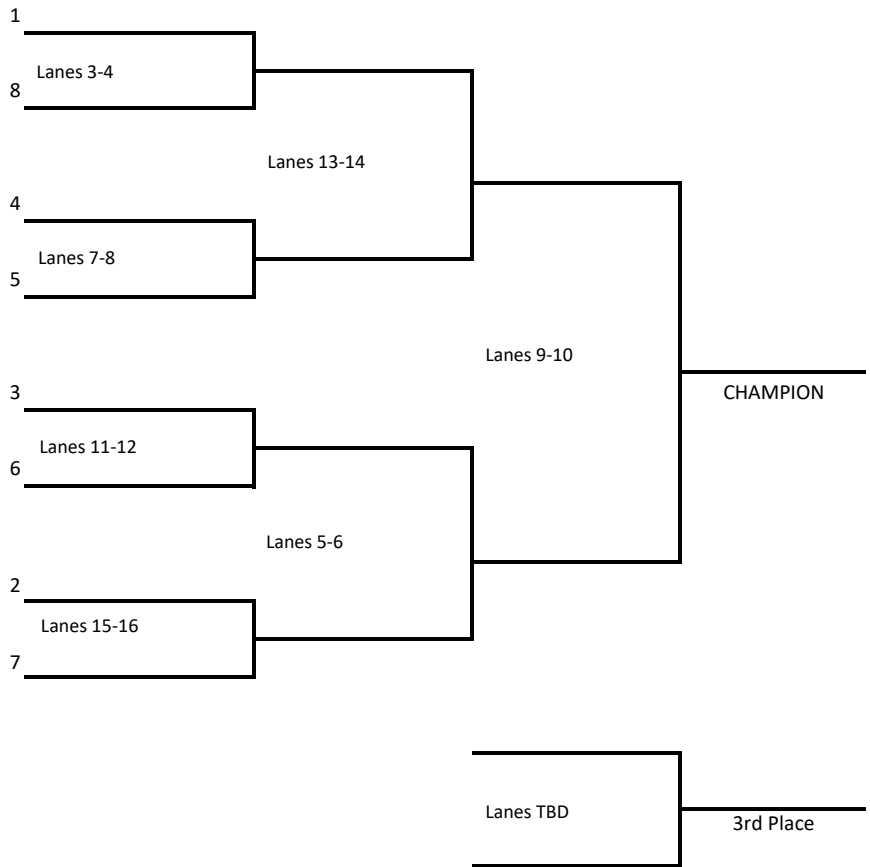 1
Lanes 3-4
8
Lanes 13-14
4
Lanes 7-8
5
Lanes 9-10
3
CHAMPION
Lanes 11-12
6
Lanes 5-6
2
Lanes 15-16
7
Lanes TBD
3rd Place